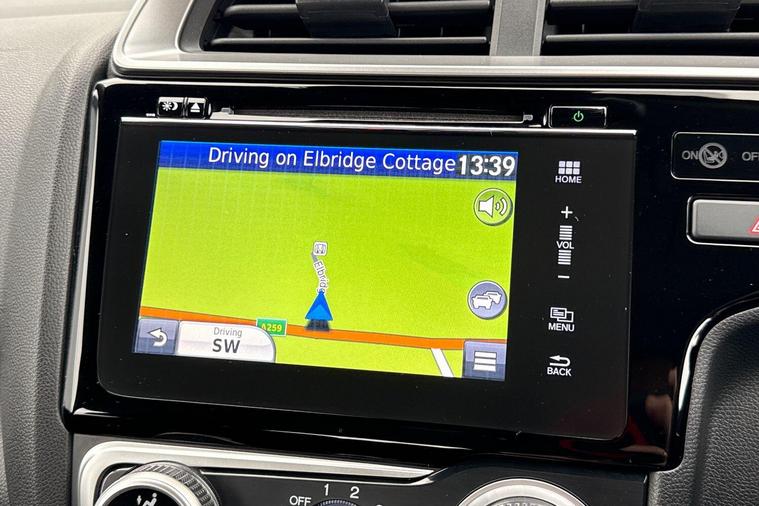 Driving on Elbridge Cottage 13:39
ON
OFF
HOME
+
VOL
−
Elbridge
A259
Driving
SW
MENU
BACK
OFF 1 2